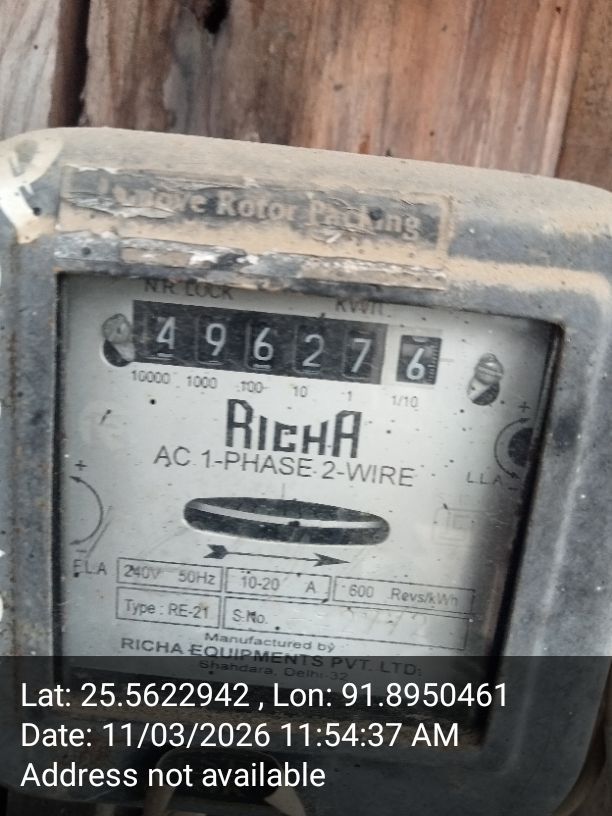 Remove Rotor Packing
N.R. LOCK KWH
4 9 6 2 7 6
10000 1000 100 10 1 1/10
RICHA
AC 1-PHASE 2-WIRE
+ L.L.A -
+ F.L.A -
240V 50Hz 10-20 A 600 Revs/kWh
Type : RE-21 S.No.
Manufactured by
RICHA EQUIPMENTS PVT. LTD.
Shahdara, Delhi-32
Lat: 25.5622942 , Lon: 91.8950461
Date: 11/03/2026 11:54:37 AM
Address not available